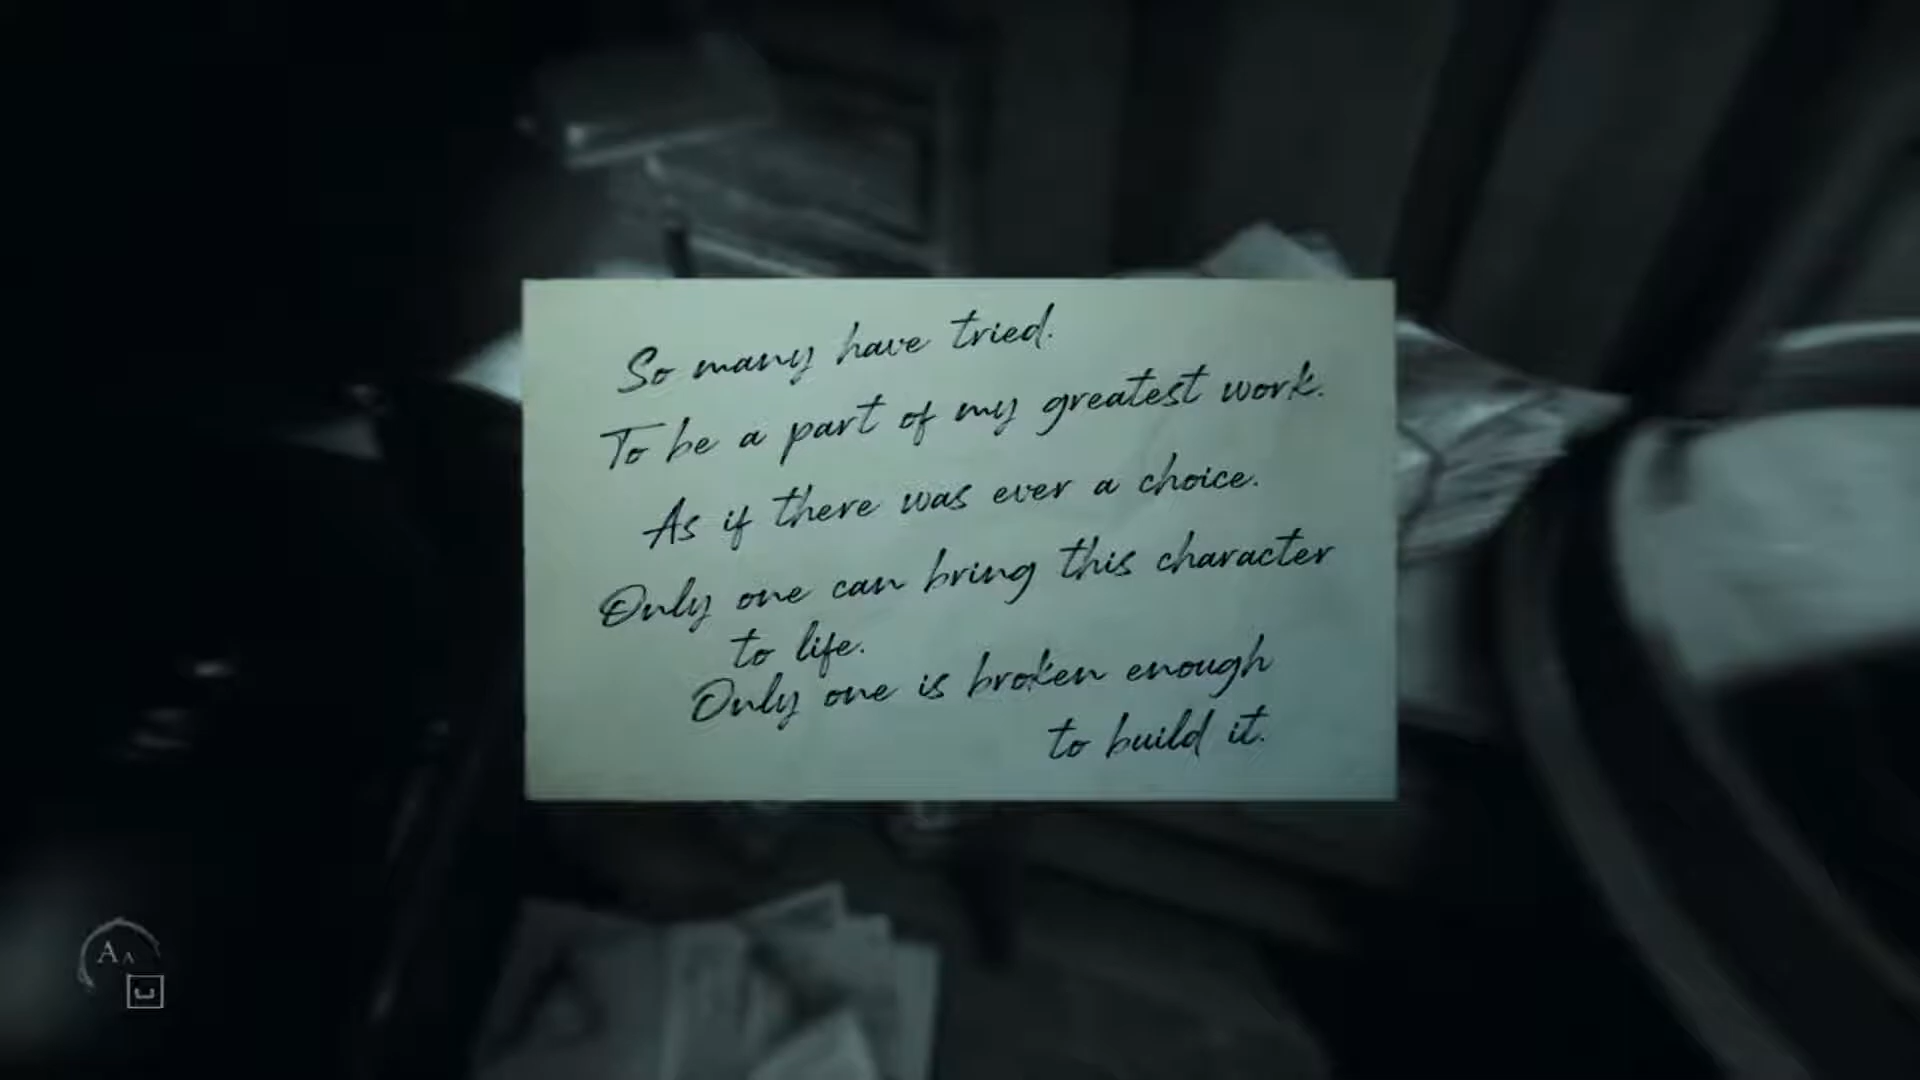 So many have tried.
To be a part of my greatest work.
As if there was ever a choice.
Only one can bring this character
to life.
Only one is broken enough
to build it.
A A